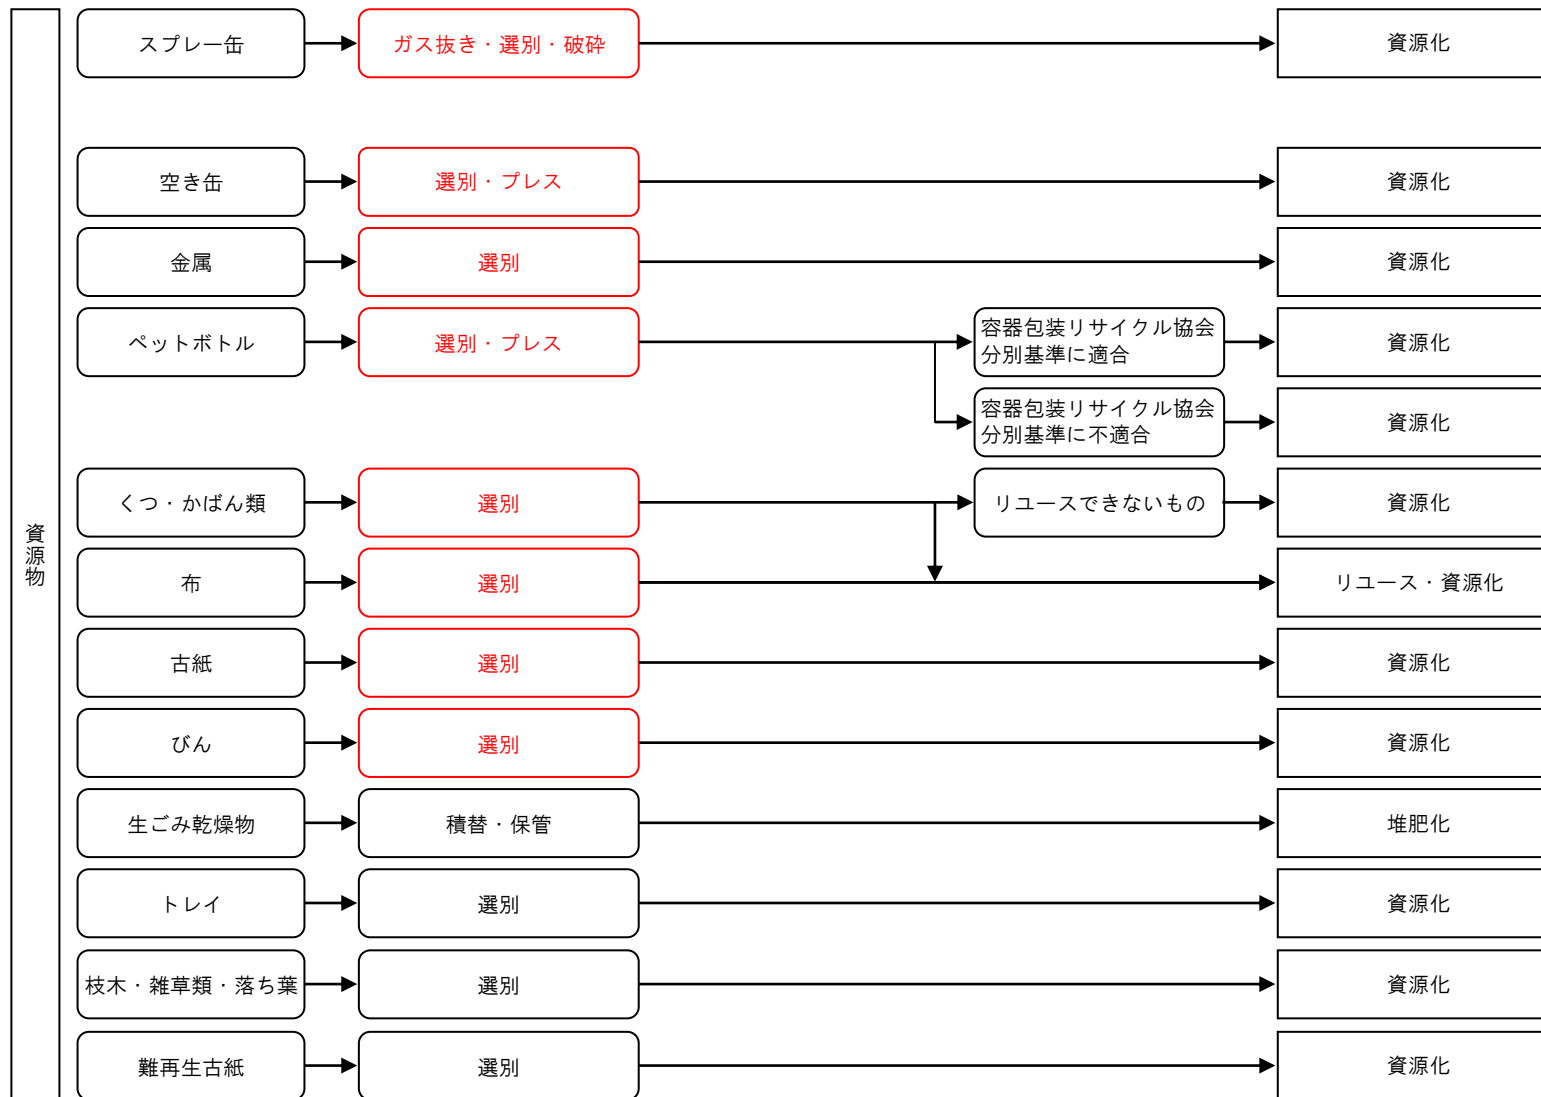 資源物
スプレー缶
ガス抜き・選別・破砕
資源化
空き缶
選別・プレス
資源化
金属
選別
資源化
ペットボトル
選別・プレス
容器包装リサイクル協会
分別基準に適合
資源化
容器包装リサイクル協会
分別基準に不適合
資源化
くつ・かばん類
選別
リユースできないもの
資源化
布
選別
リユース・資源化
古紙
選別
資源化
びん
選別
資源化
生ごみ乾燥物
積替・保管
堆肥化
トレイ
選別
資源化
枝木・雑草類・落ち葉
選別
資源化
難再生古紙
選別
資源化